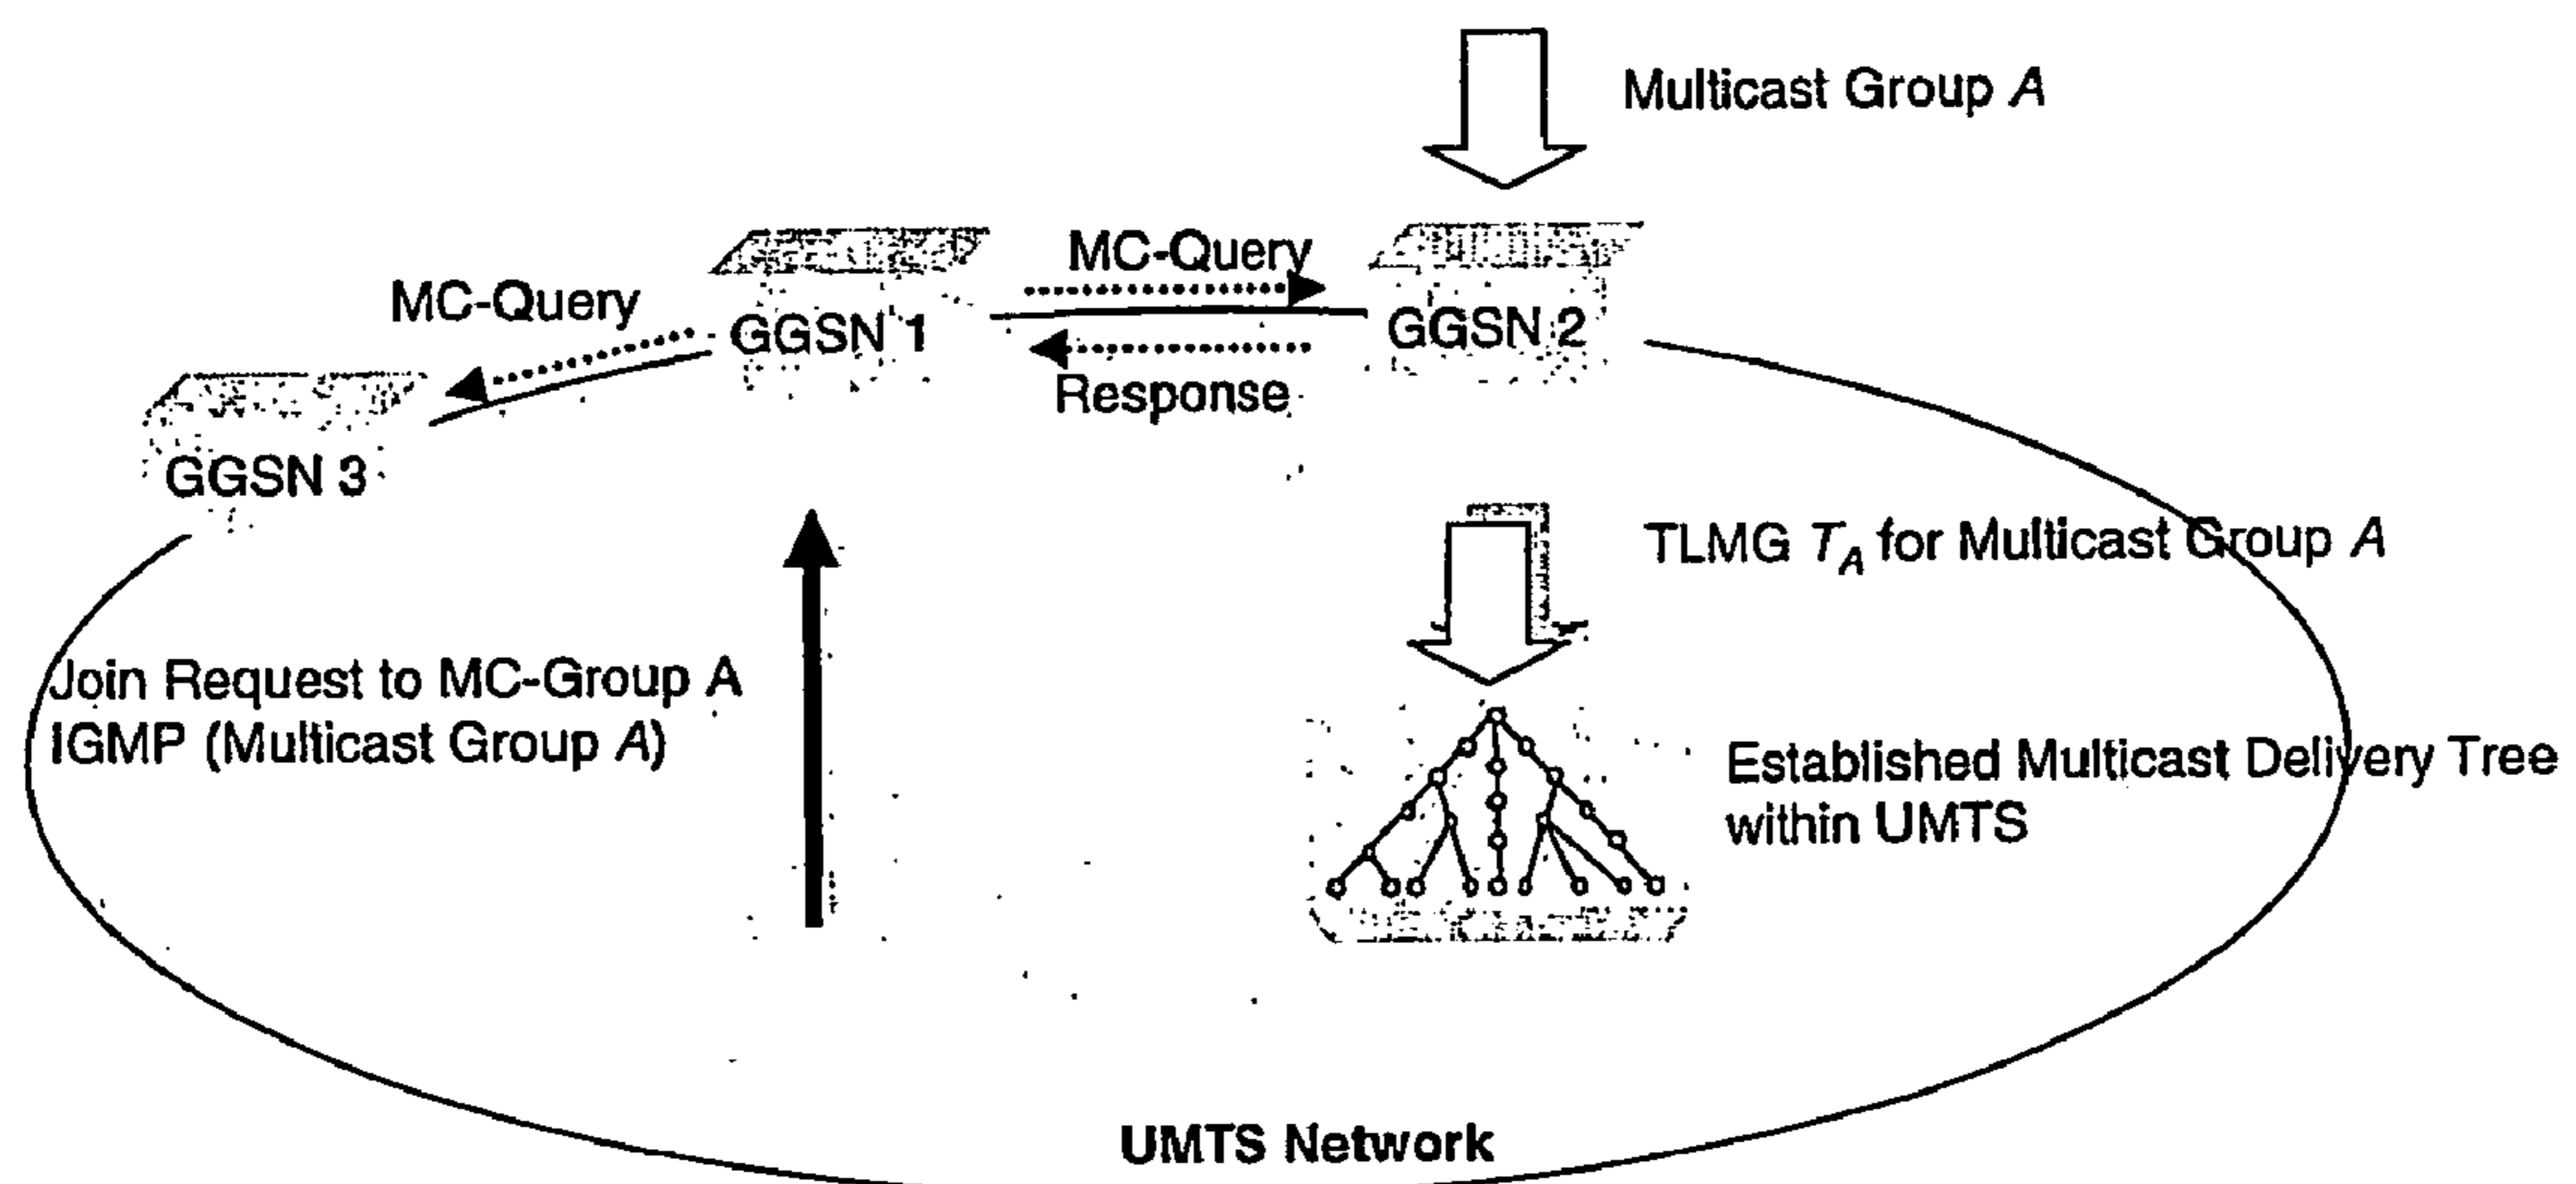 Multicast Group A
MC-Query
MC-Query
GGSN 1
GGSN 2
Response
GGSN 3
TLMG T_A for Multicast Group A
Join Request to MC-Group A
IGMP (Multicast Group A)
Established Multicast Delivery Tree
within UMTS
UMTS Network